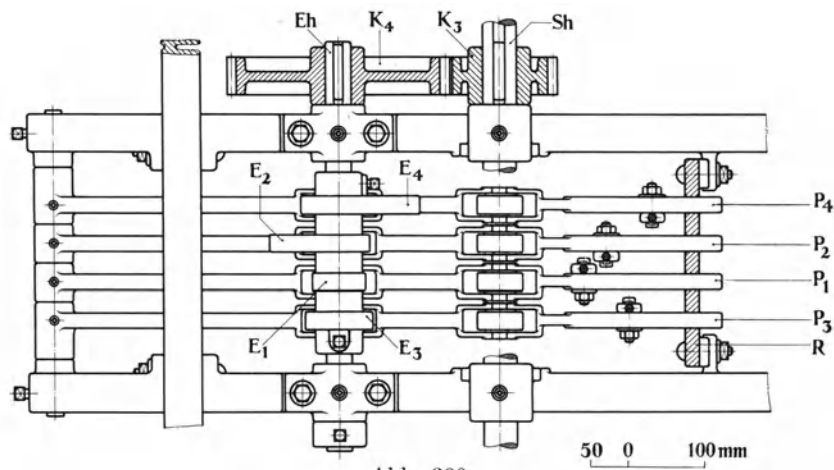 Eh K₄ K₃ Sh
E₂ E₄
P₄
P₂
P₁
P₃
E₁ E₃ R
50 0 100 mm